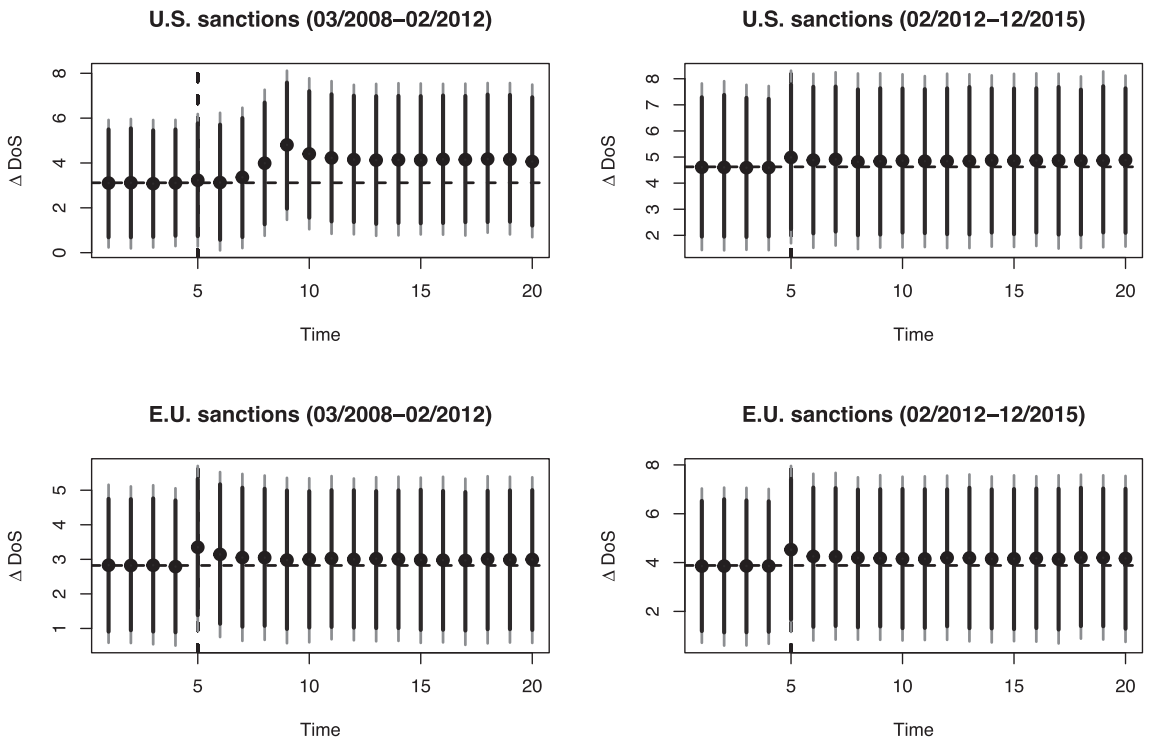 U.S. sanctions (03/2008–02/2012)
8
6
4
2
0
Δ DoS
5 10 15 20
Time
U.S. sanctions (02/2012–12/2015)
8
7
6
5
4
3
2
Δ DoS
5 10 15 20
Time
E.U. sanctions (03/2008–02/2012)
5
4
3
2
1
Δ DoS
5 10 15 20
Time
E.U. sanctions (02/2012–12/2015)
8
6
4
2
Δ DoS
5 10 15 20
Time